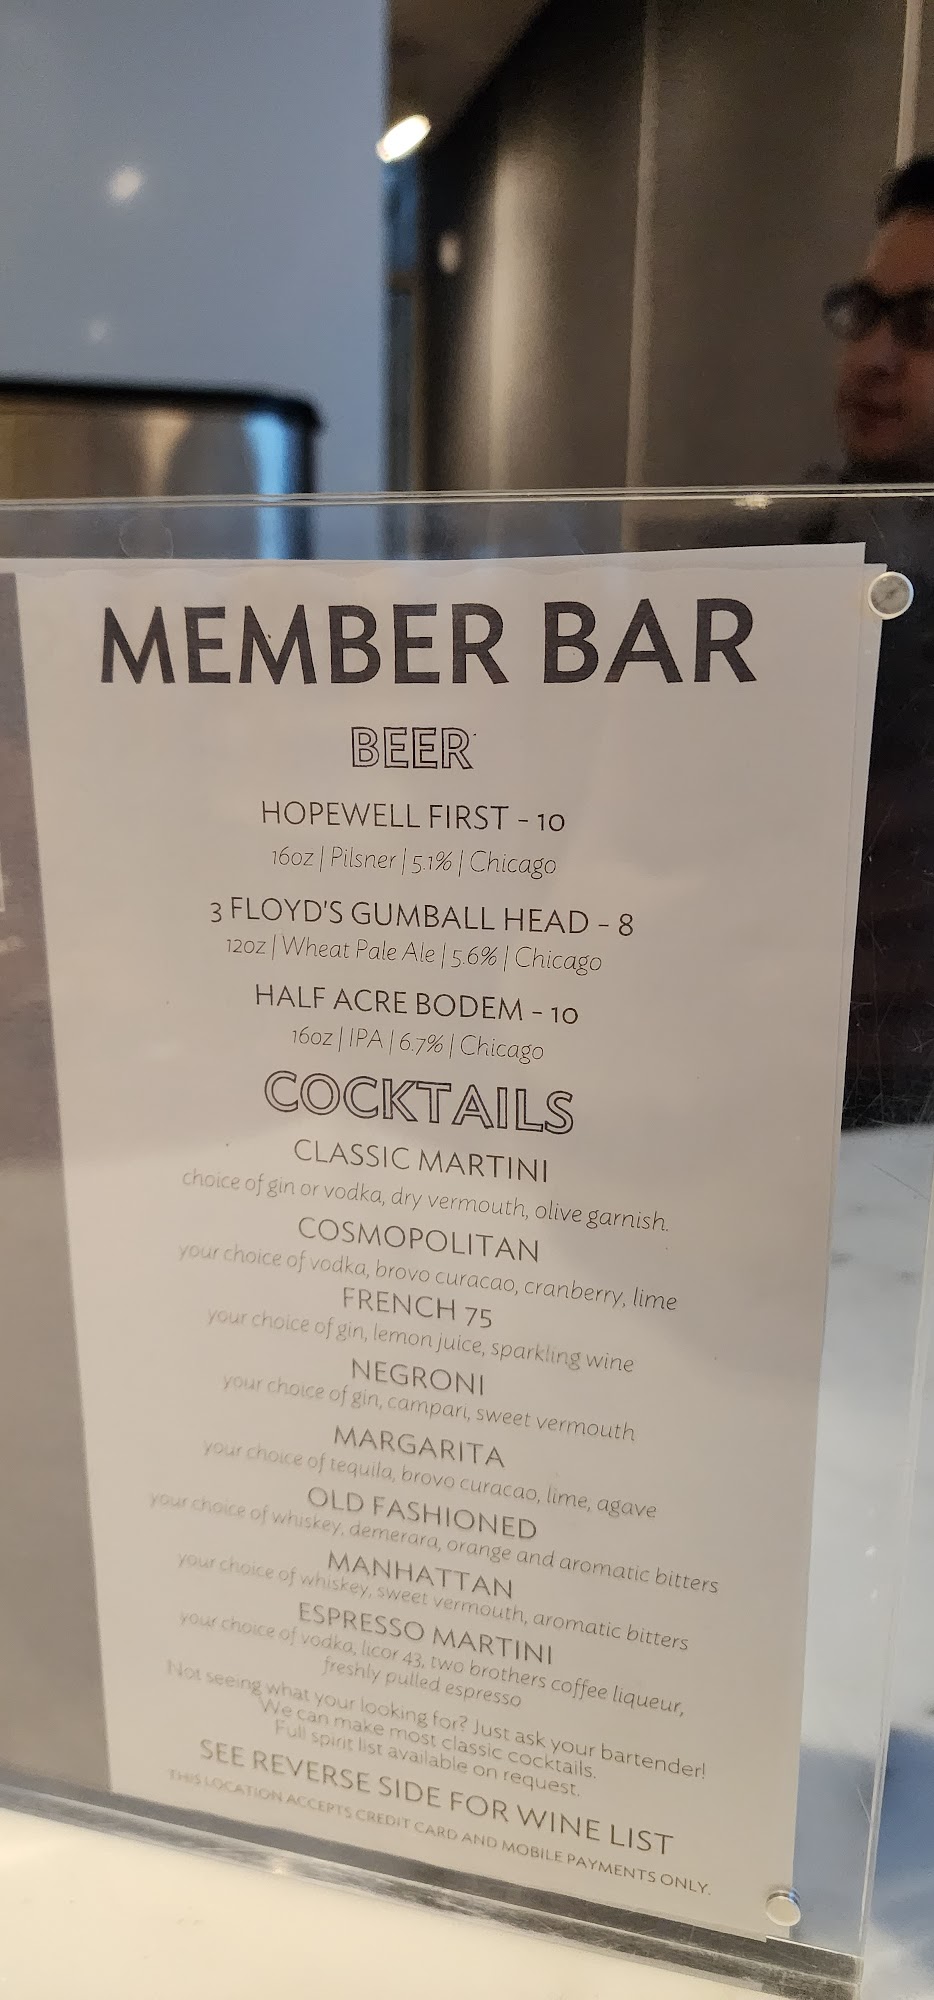 MEMBER BAR
BEER
HOPEWELL FIRST - 10
16oz | Pilsner | 5.1% | Chicago
3 FLOYD'S GUMBALL HEAD - 8
12oz | Wheat Pale Ale | 5.6% | Chicago
HALF ACRE BODEM - 10
16oz | IPA | 6.7% | Chicago
COCKTAILS
CLASSIC MARTINI
choice of gin or vodka, dry vermouth, olive garnish.
COSMOPOLITAN
your choice of vodka, brovo curacao, cranberry, lime
FRENCH 75
your choice of gin, lemon juice, sparkling wine
NEGRONI
your choice of gin, campari, sweet vermouth
MARGARITA
your choice of tequila, brovo curacao, lime, agave
OLD FASHIONED
your choice of whiskey, demerara, orange and aromatic bitters
MANHATTAN
your choice of whiskey, sweet vermouth, aromatic bitters
ESPRESSO MARTINI
your choice of vodka, licor 43, two brothers coffee liqueur,
freshly pulled espresso
Not seeing what your looking for? Just ask your bartender!
We can make most classic cocktails.
Full spirit list available on request.
SEE REVERSE SIDE FOR WINE LIST
THIS LOCATION ACCEPTS CREDIT CARD AND MOBILE PAYMENTS ONLY.